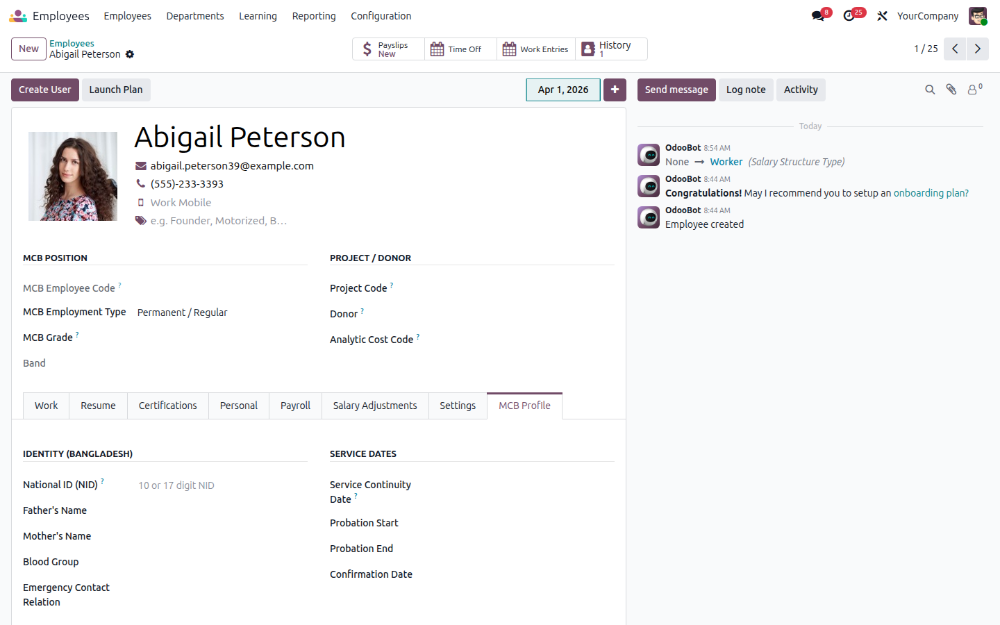 Employees Employees Departments Learning Reporting Configuration 8 25 YourCompany
New Employees Payslips New Time Off Work Entries History 1 1 / 25
Abigail Peterson
Create User Launch Plan Apr 1, 2026 + Send message Log note Activity 0
Abigail Peterson
abigail.peterson39@example.com
(555)-233-3393
Work Mobile
e.g. Founder, Motorized, B...
MCB POSITION
MCB Employee Code ?
MCB Employment Type Permanent / Regular
MCB Grade ?
Band
PROJECT / DONOR
Project Code ?
Donor ?
Analytic Cost Code ?
Work Resume Certifications Personal Payroll Salary Adjustments Settings MCB Profile
IDENTITY (BANGLADESH)
National ID (NID) ? 10 or 17 digit NID
Father's Name
Mother's Name
Blood Group
Emergency Contact
Relation
SERVICE DATES
Service Continuity
Date ?
Probation Start
Probation End
Confirmation Date
Today
OdooBot 8:54 AM
None → Worker (Salary Structure Type)
OdooBot 8:44 AM
Congratulations! May I recommend you to setup an onboarding plan?
OdooBot 8:44 AM
Employee created